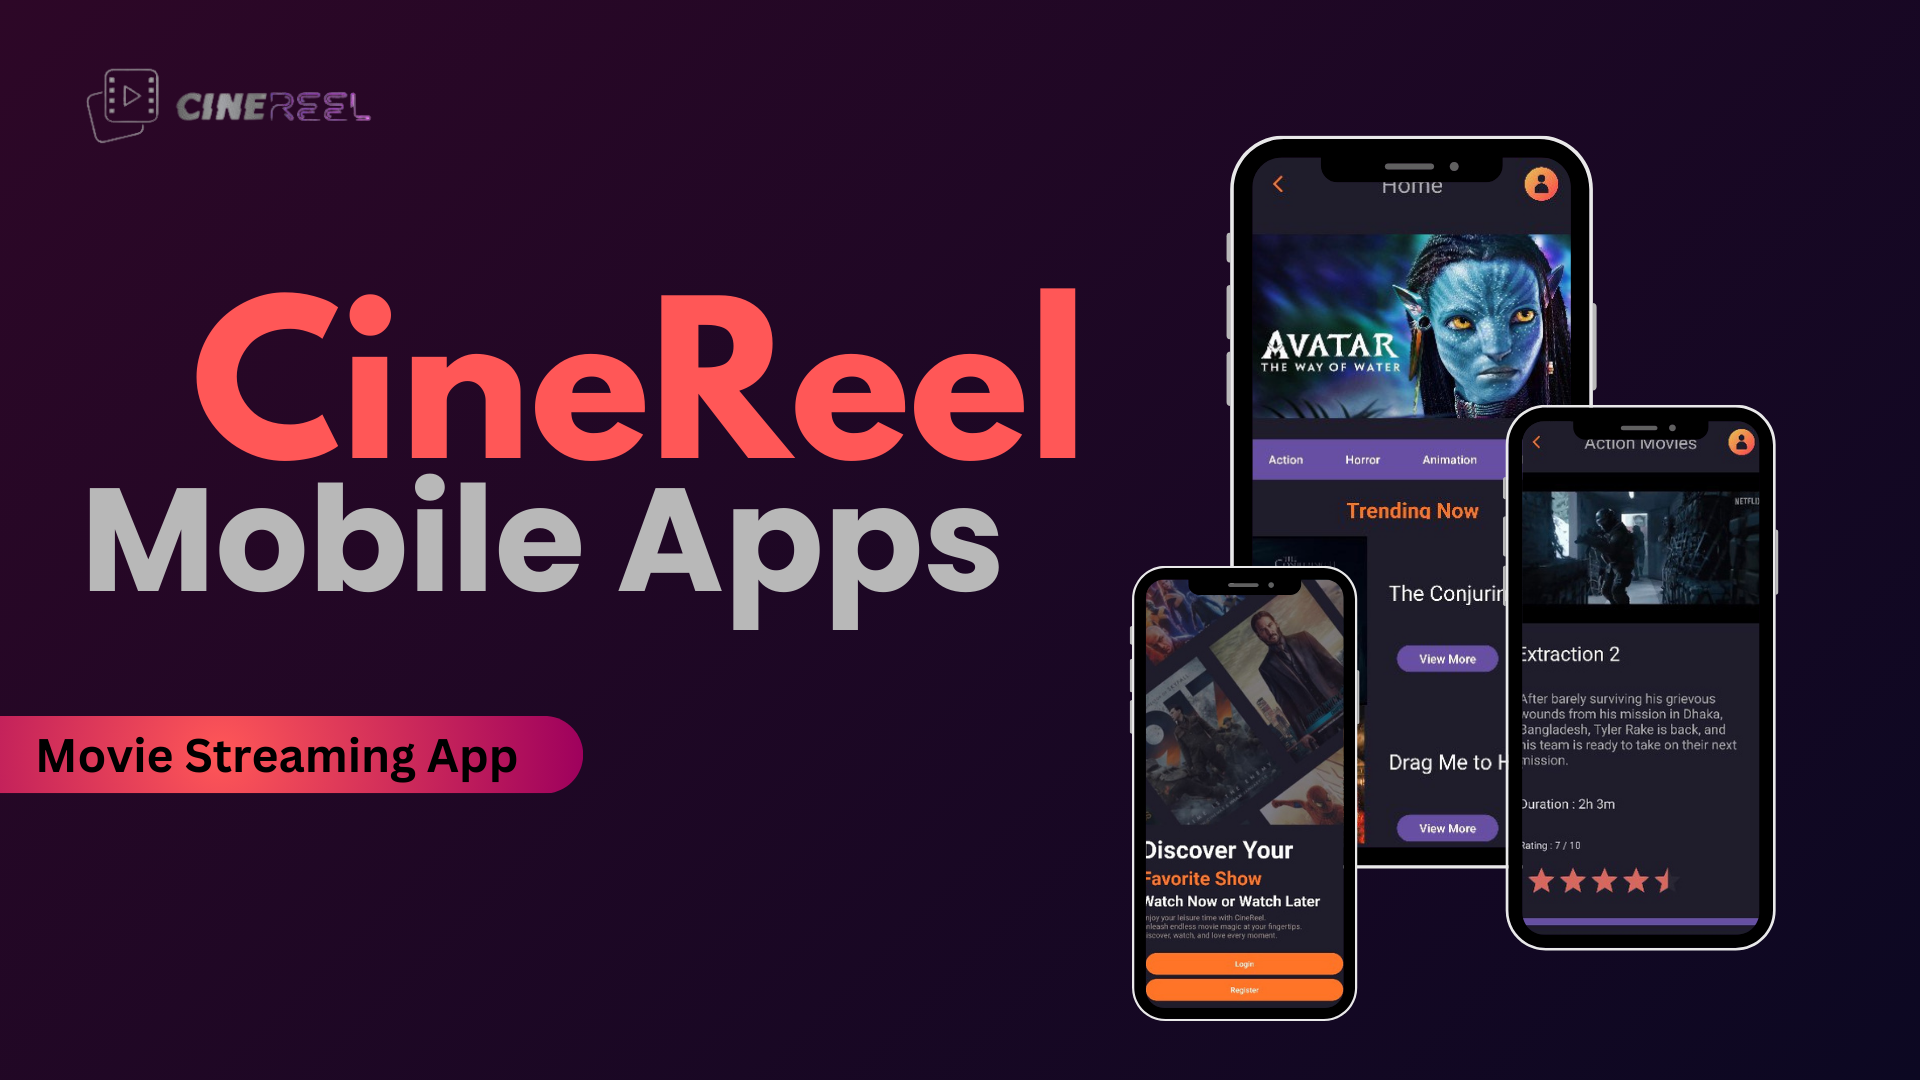 CINEREEL
CineReel
Mobile Apps
Movie Streaming App
Home
AVATAR
THE WAY OF WATER
Action Horror Animation
Trending Now
The Conjurin
View More
Drag Me to H
View More
Action Movies
NETFLI
Extraction 2
After barely surviving his grievous
wounds from his mission in Dhaka,
Bangladesh, Tyler Rake is back, and
his team is ready to take on their next
mission.
Duration : 2h 3m
Rating : 7 / 10
Discover Your
Favorite Show
Watch Now or Watch Later
njoy your leisure time with CineReel.
nleash endless movie magic at your fingertips.
iscover, watch, and love every moment.
Login
Register